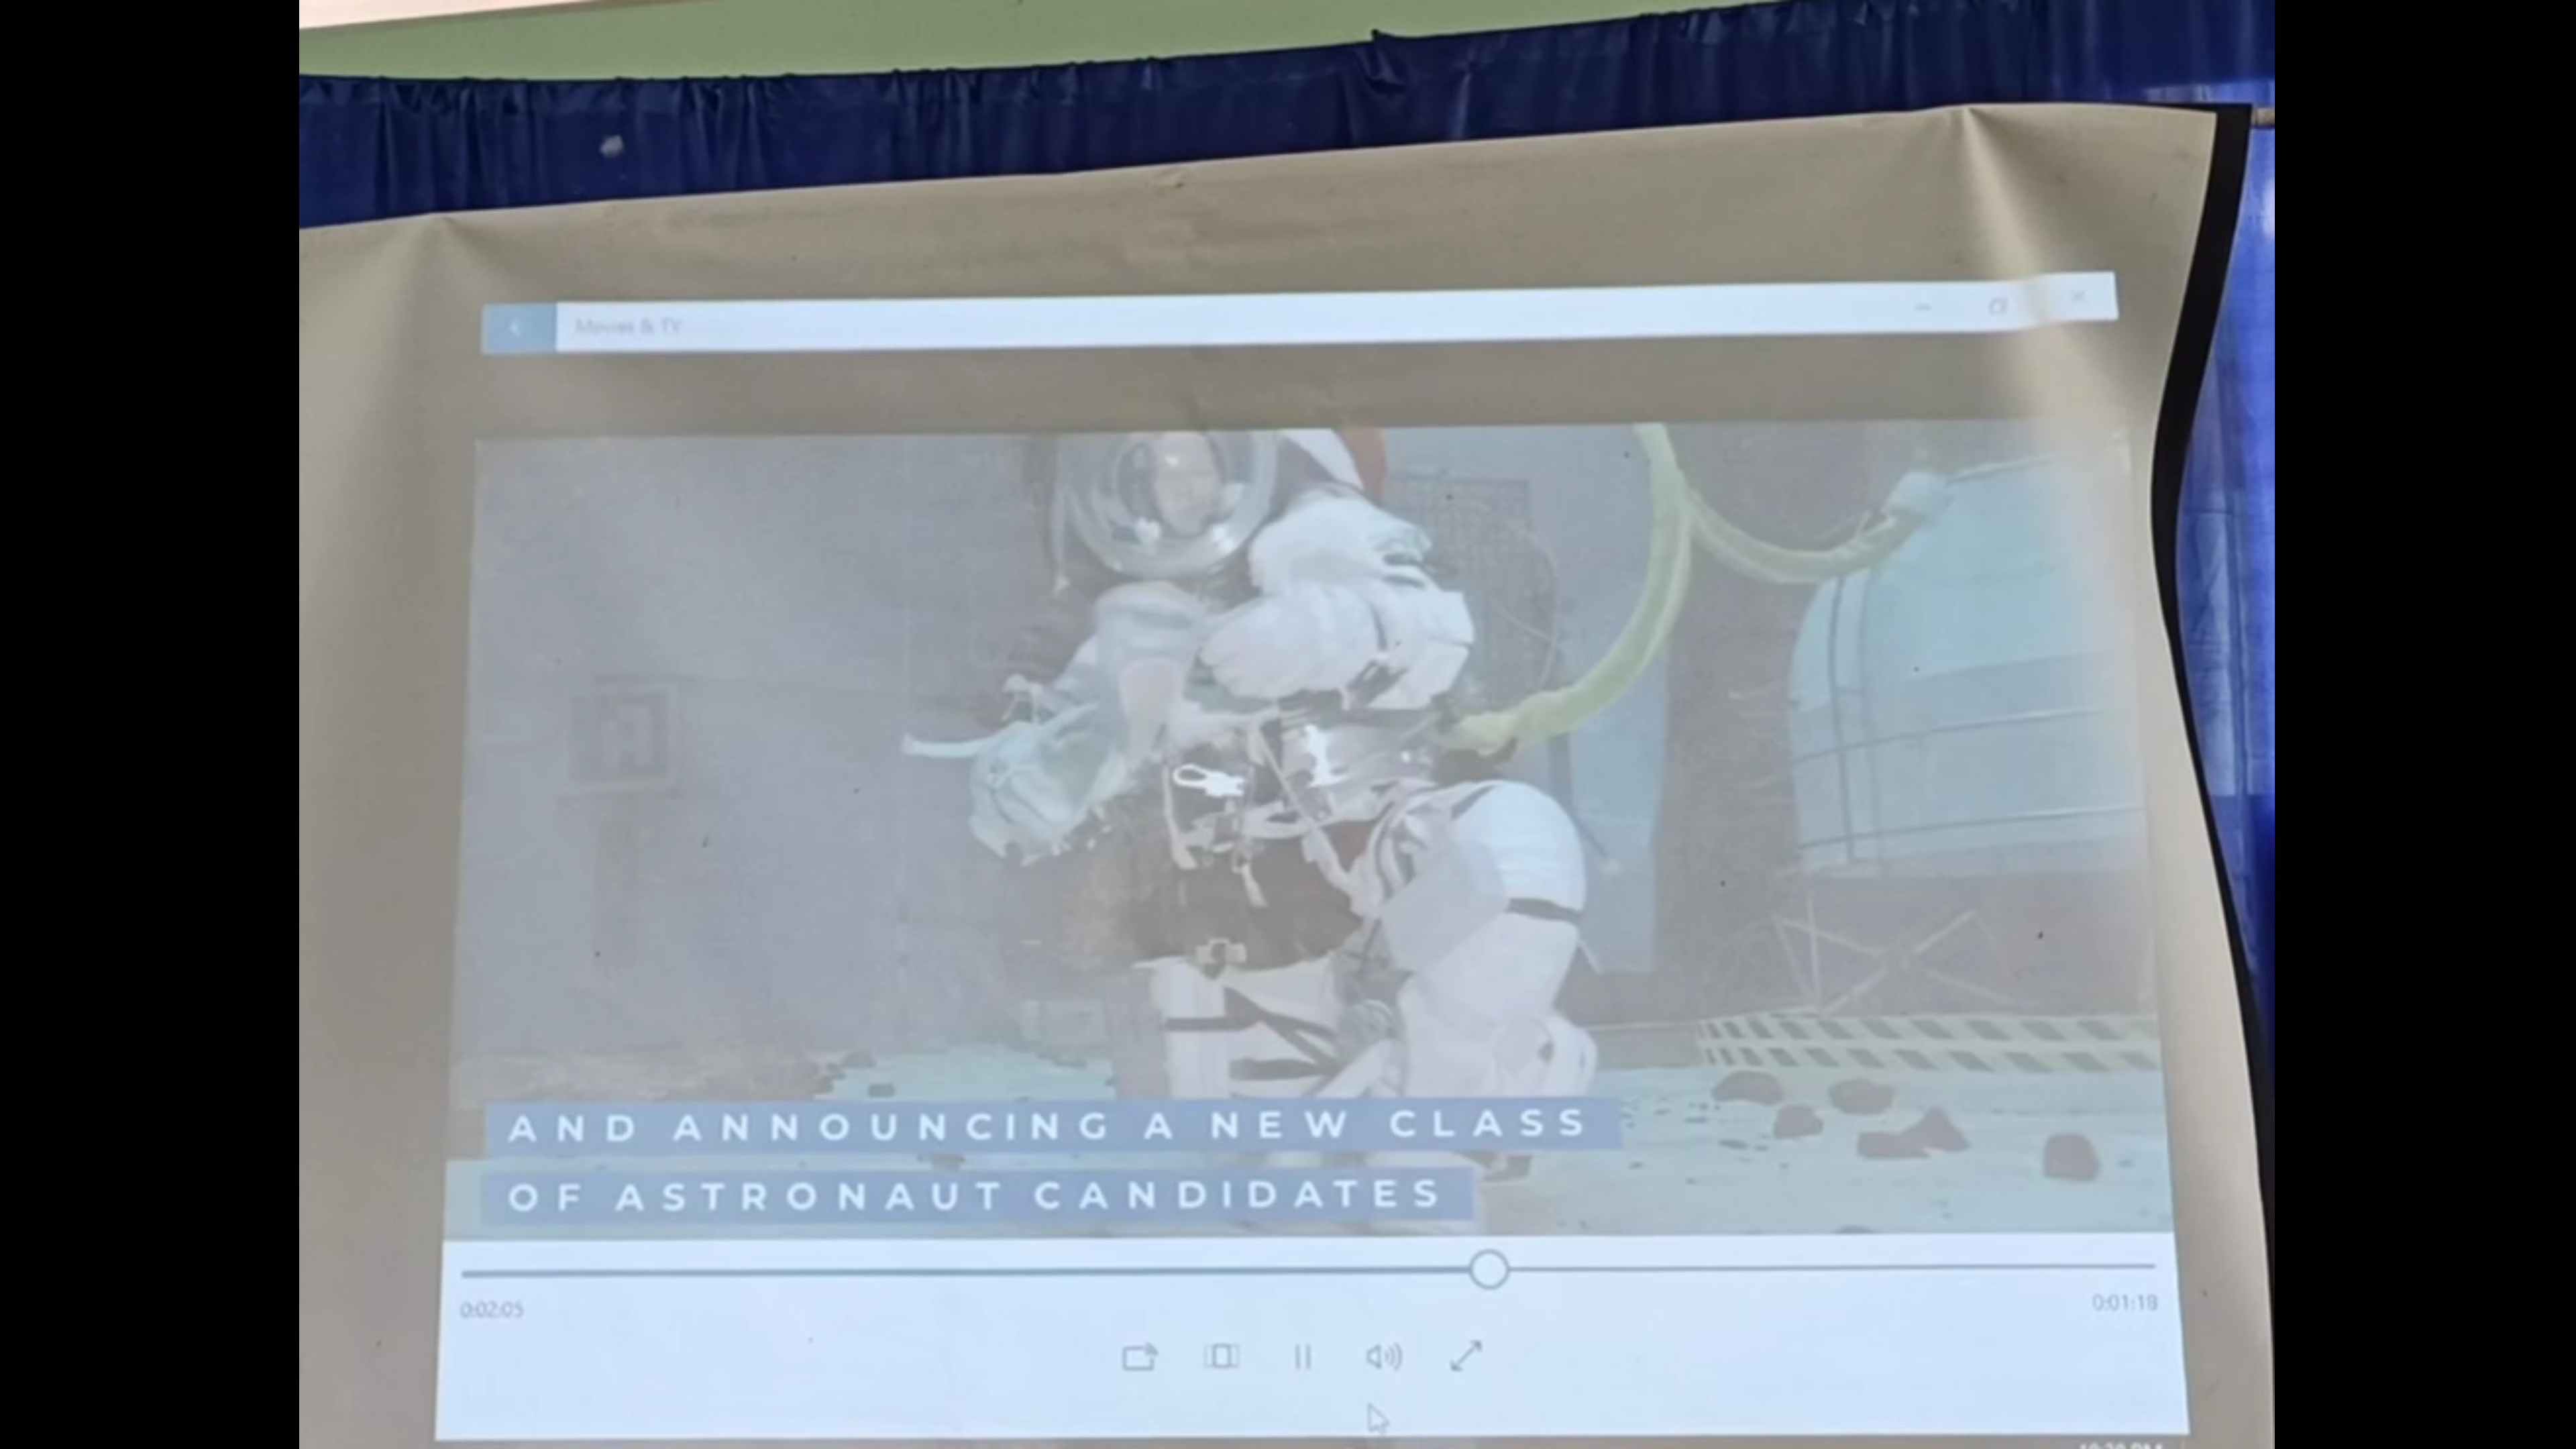 Movies & TV
AND ANNOUNCING A NEW CLASS
OF ASTRONAUT CANDIDATES
0:02:05
0:01:18